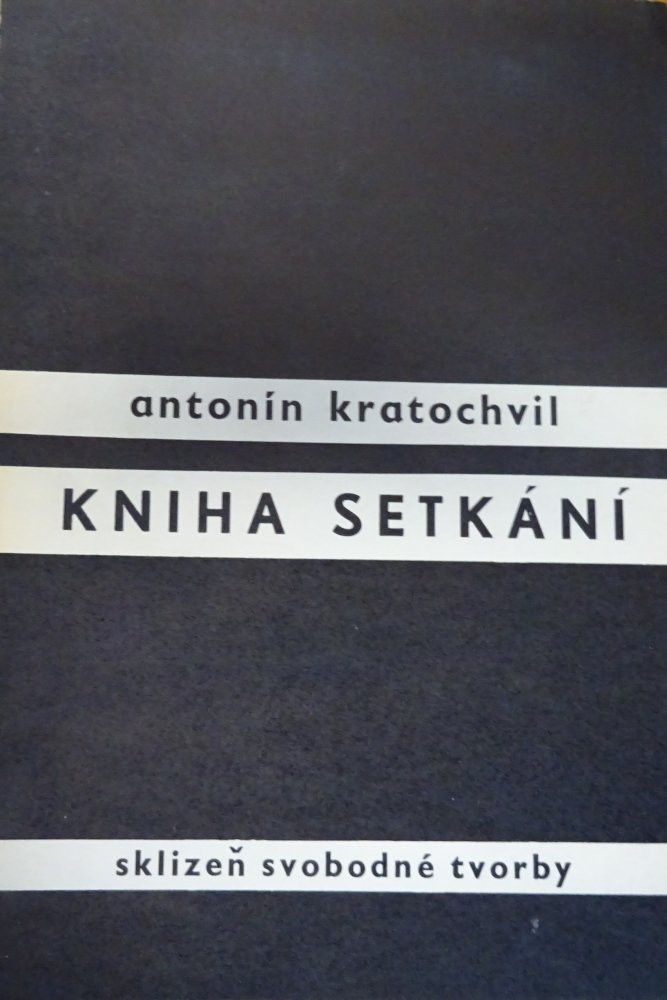 antonín kratochvil
KNIHA SETKÁNÍ
sklizeň svobodné tvorby